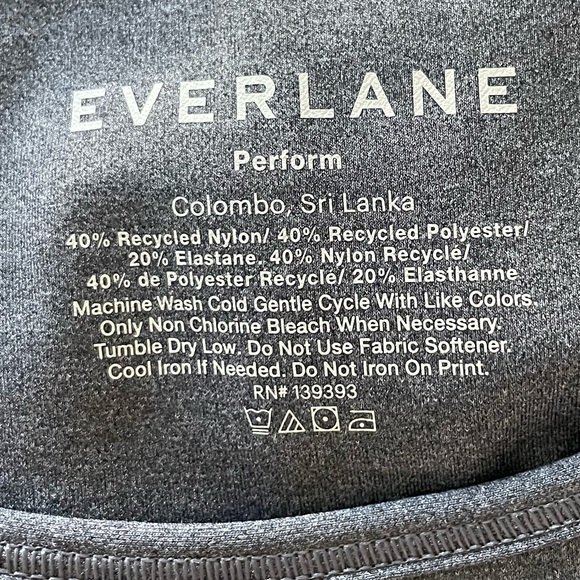 EVERLANE
Perform
Colombo, Sri Lanka
40% Recycled Nylon/ 40% Recycled Polyester/
20% Elastane. 40% Nylon Recycle/
40% de Polyester Recycle/ 20% Elasthanne
Machine Wash Cold Gentle Cycle With Like Colors.
Only Non Chlorine Bleach When Necessary.
Tumble Dry Low. Do Not Use Fabric Softener.
Cool Iron If Needed. Do Not Iron On Print.
RN# 139393